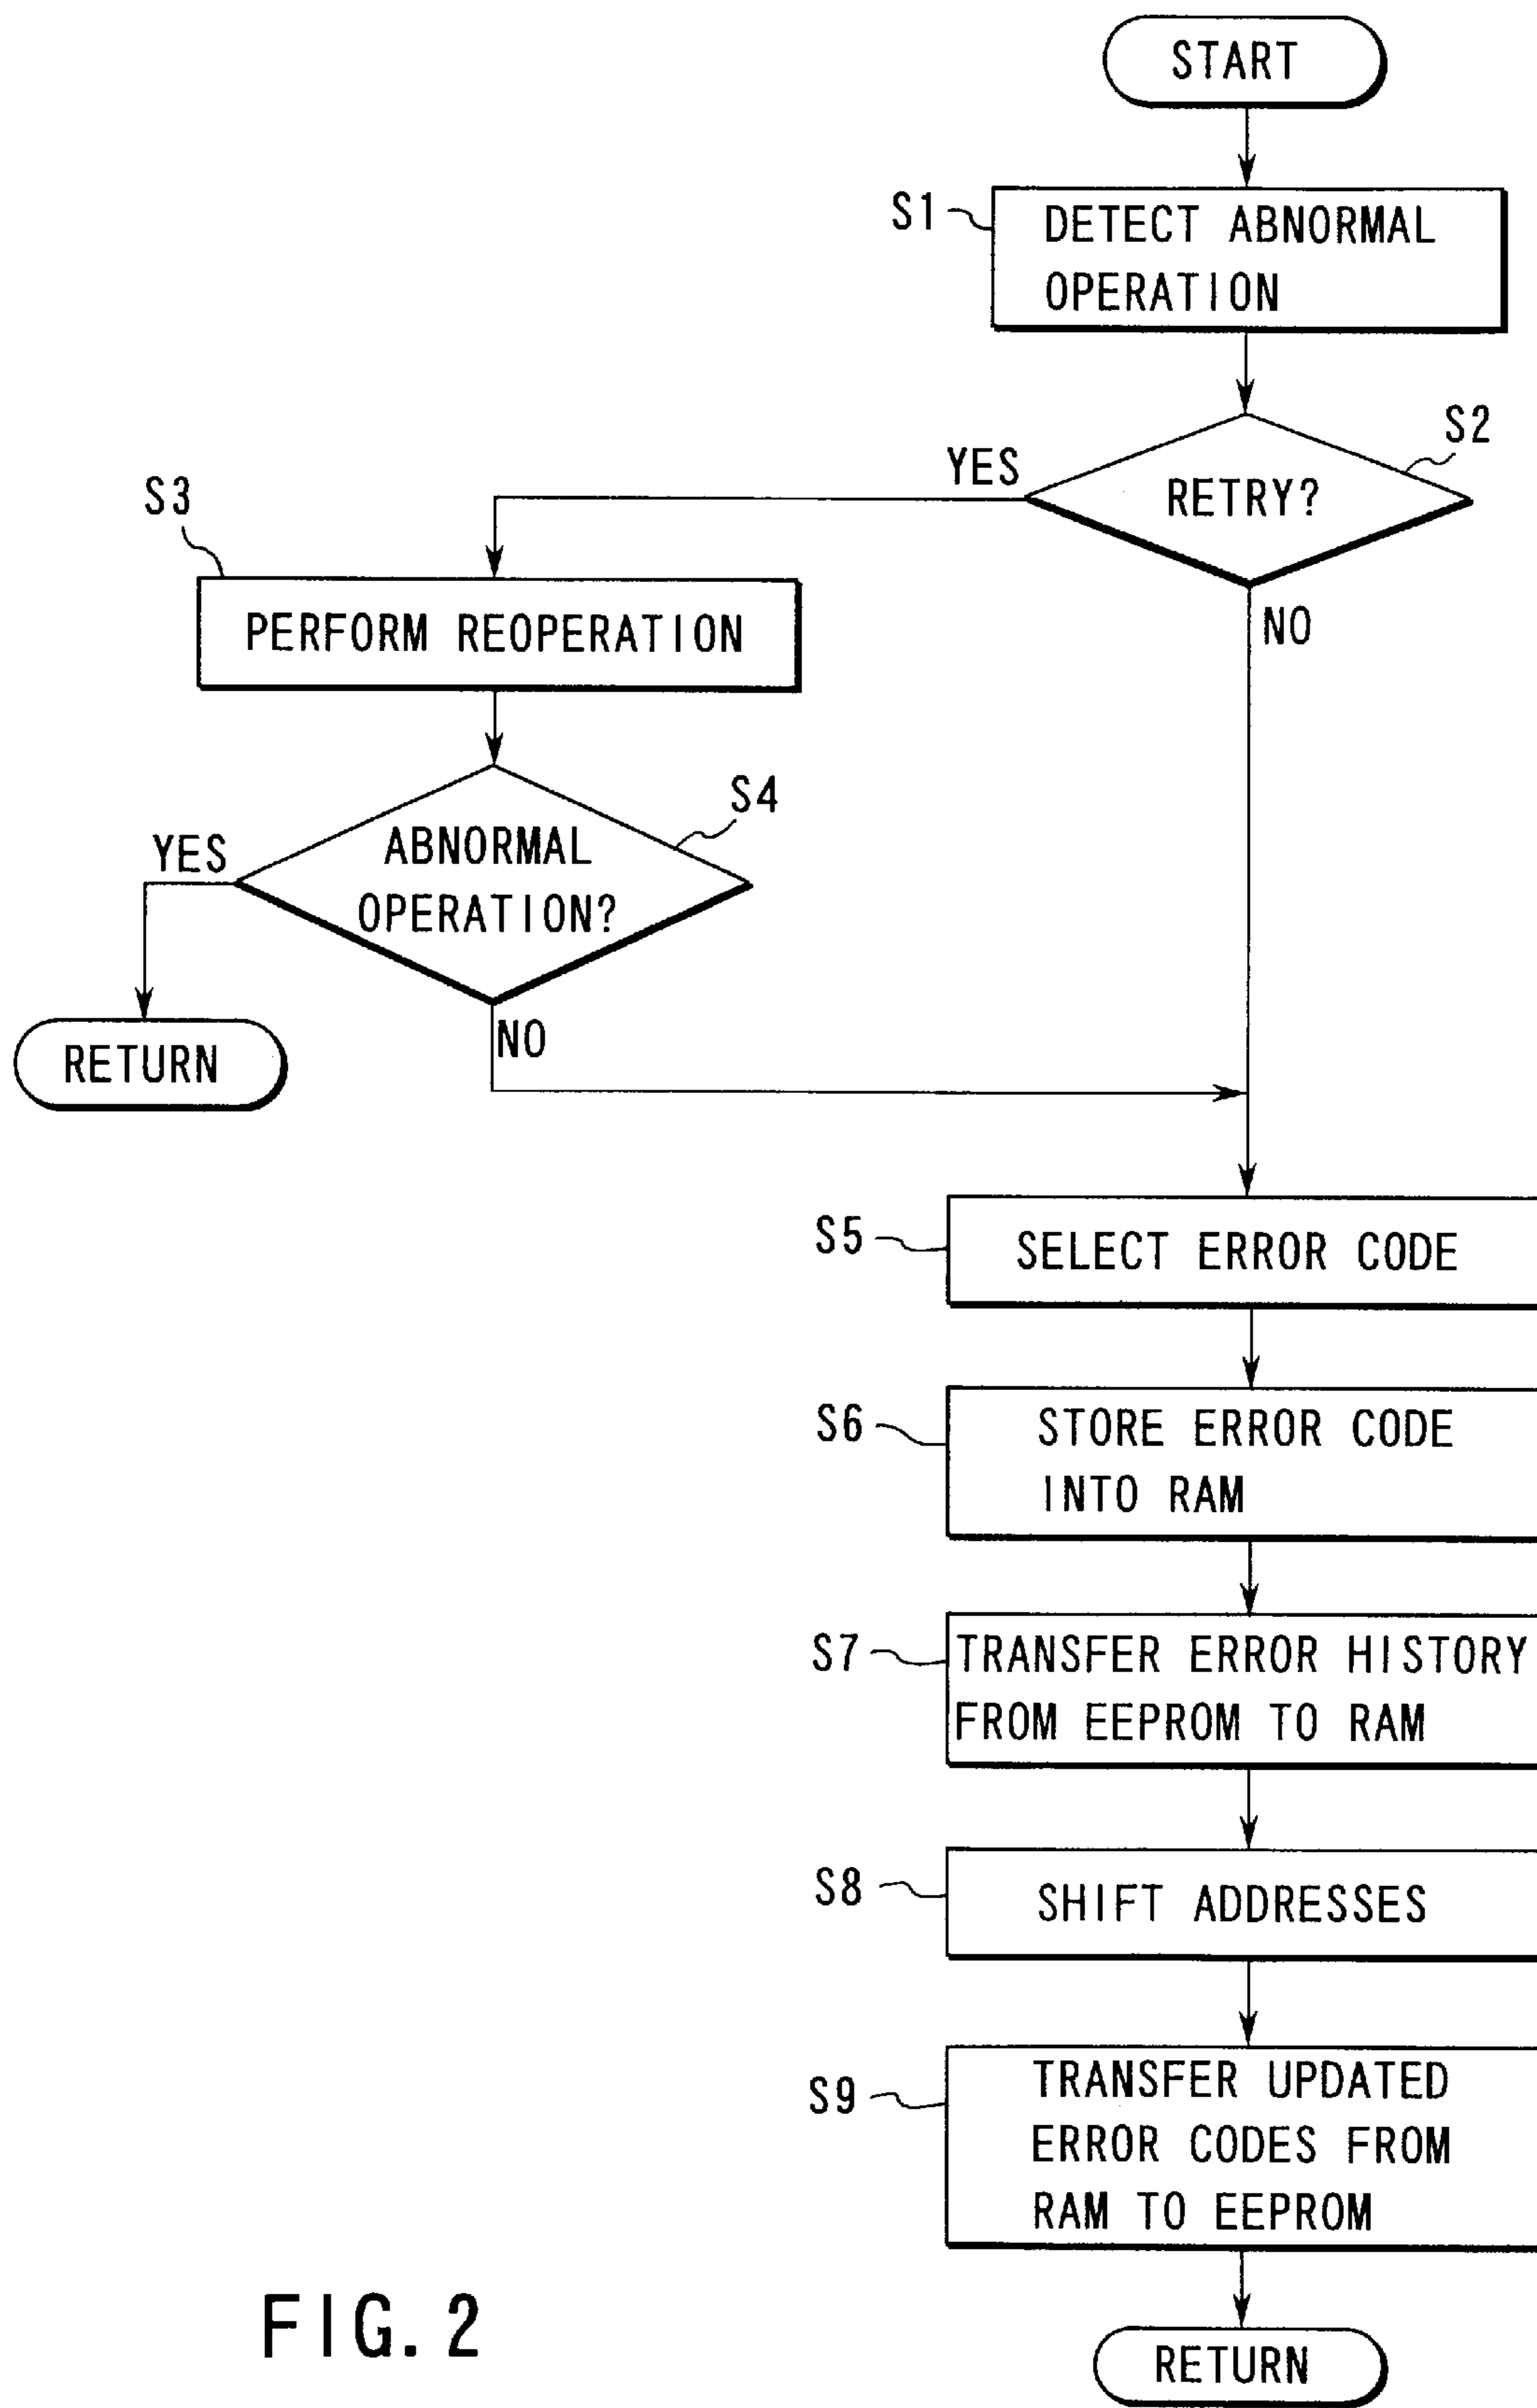 START
S1
DETECT ABNORMAL
OPERATION
S2
YES
RETRY?
S3
NO
PERFORM REOPERATION
S4
YES
ABNORMAL
OPERATION?
NO
RETURN
S5
SELECT ERROR CODE
S6
STORE ERROR CODE
INTO RAM
S7
TRANSFER ERROR HISTORY
FROM EEPROM TO RAM
S8
SHIFT ADDRESSES
S9
TRANSFER UPDATED
ERROR CODES FROM
RAM TO EEPROM
RETURN
FIG. 2